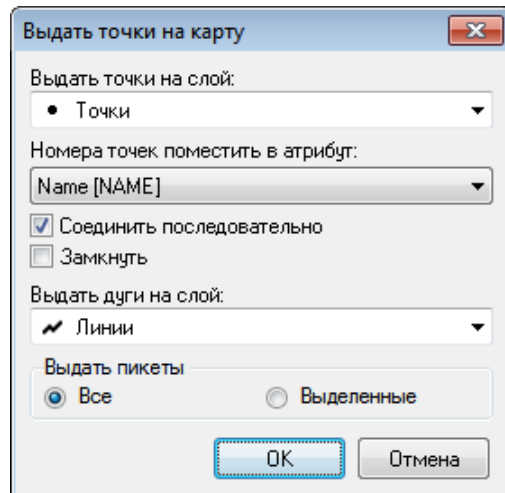 Выдать точки на карту
Выдать точки на слой:
Точки
Номера точек поместить в атрибут:
Name [NAME]
Соединить последовательно
Замкнуть
Выдать дуги на слой:
Линии
Выдать пикеты
Все Выделенные
OK Отмена